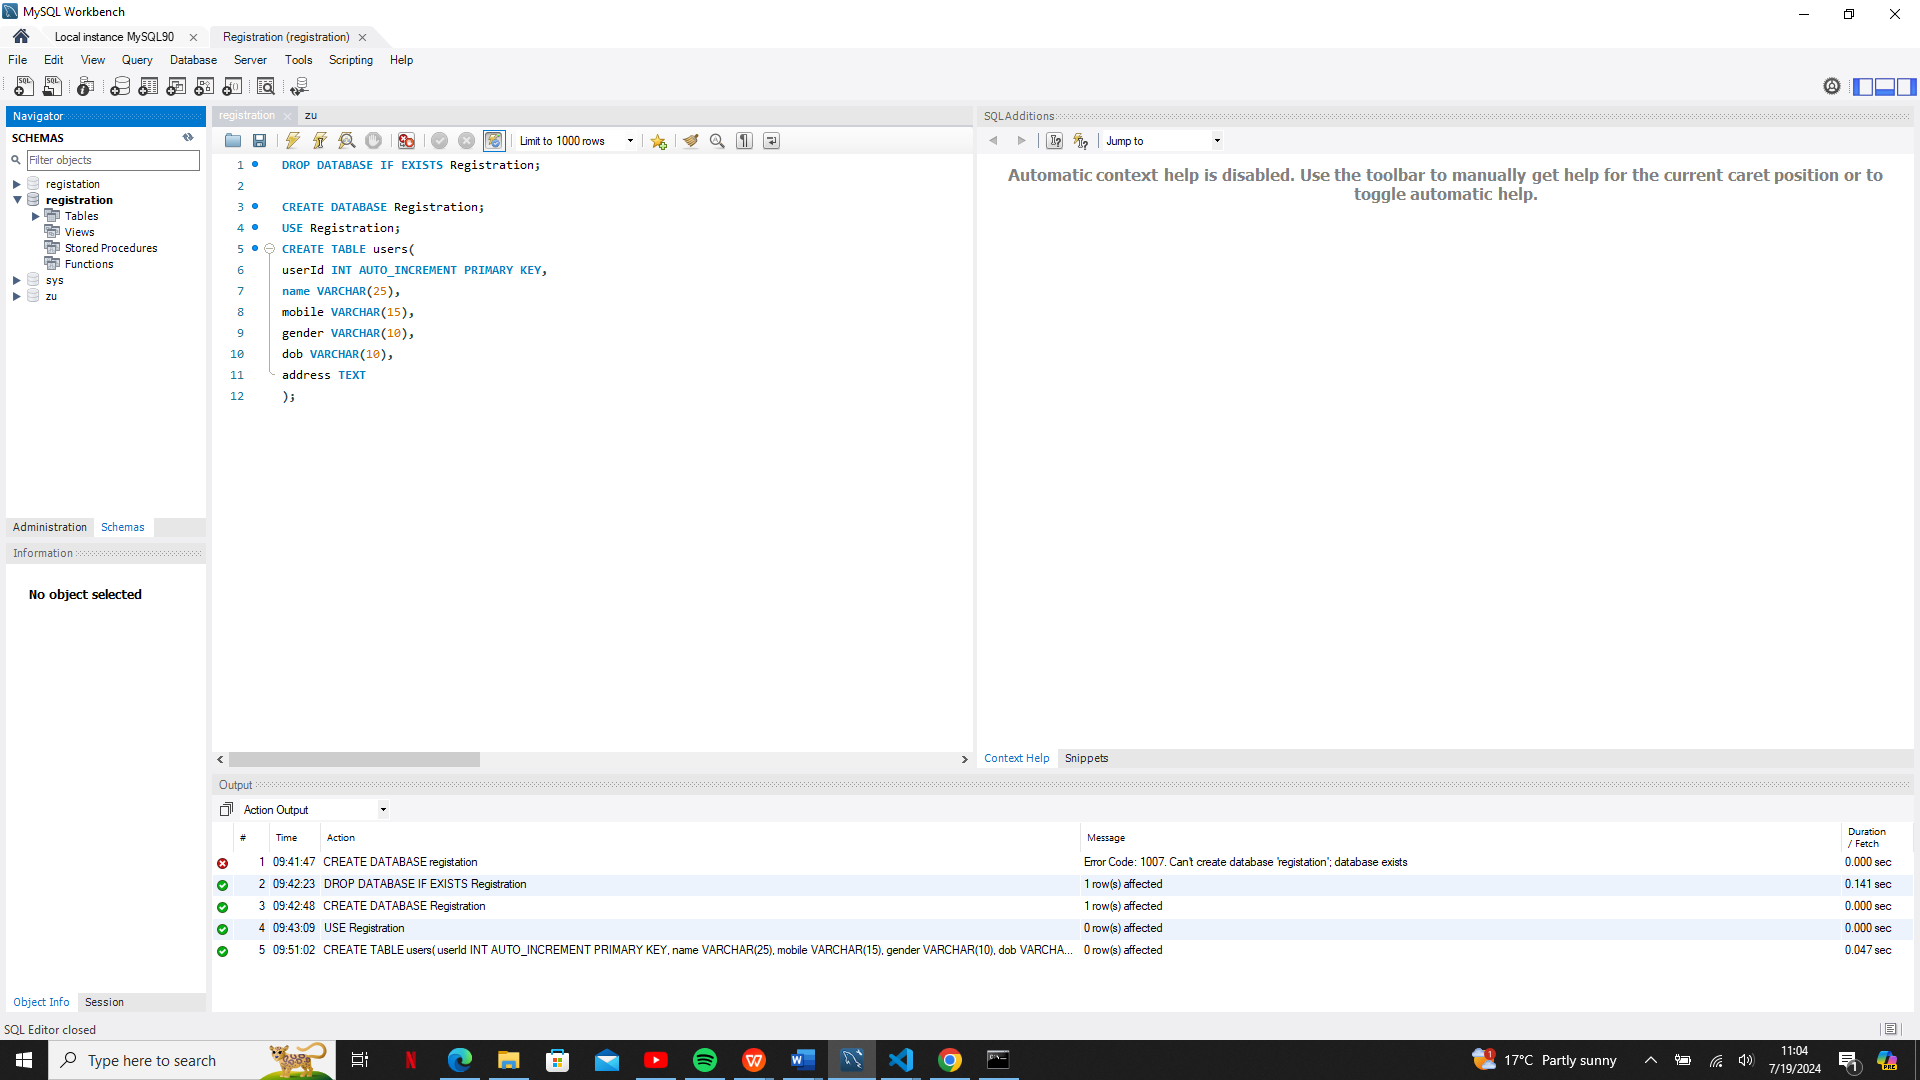 MySQL Workbench
Local instance MySQL90
Registration (registration)
File Edit View Query Database Server Tools Scripting Help
Navigator
SCHEMAS
Filter objects
registation
registration
Tables
Views
Stored Procedures
Functions
sys
zu
Administration Schemas
Information
No object selected
Object Info Session
registration zu
Limit to 1000 rows
1 DROP DATABASE IF EXISTS Registration;
2
3 CREATE DATABASE Registration;
4 USE Registration;
5 CREATE TABLE users(
6 userId INT AUTO_INCREMENT PRIMARY KEY,
7 name VARCHAR(25),
8 mobile VARCHAR(15),
9 gender VARCHAR(10),
10 dob VARCHAR(10),
11 address TEXT
12 );
SQLAdditions
Jump to
Automatic context help is disabled. Use the toolbar to manually get help for the current caret position or to
toggle automatic help.
Context Help Snippets
Output
Action Output
# Time Action Message Duration / Fetch
1 09:41:47 CREATE DATABASE registation Error Code: 1007. Can't create database 'registation'; database exists 0.000 sec
2 09:42:23 DROP DATABASE IF EXISTS Registration 1 row(s) affected 0.141 sec
3 09:42:48 CREATE DATABASE Registration 1 row(s) affected 0.000 sec
4 09:43:09 USE Registration 0 row(s) affected 0.000 sec
5 09:51:02 CREATE TABLE users( userId INT AUTO_INCREMENT PRIMARY KEY, name VARCHAR(25), mobile VARCHAR(15), gender VARCHAR(10), dob VARCHA... 0 row(s) affected 0.047 sec
SQL Editor closed
Type here to search
17°C Partly sunny
11:04
7/19/2024